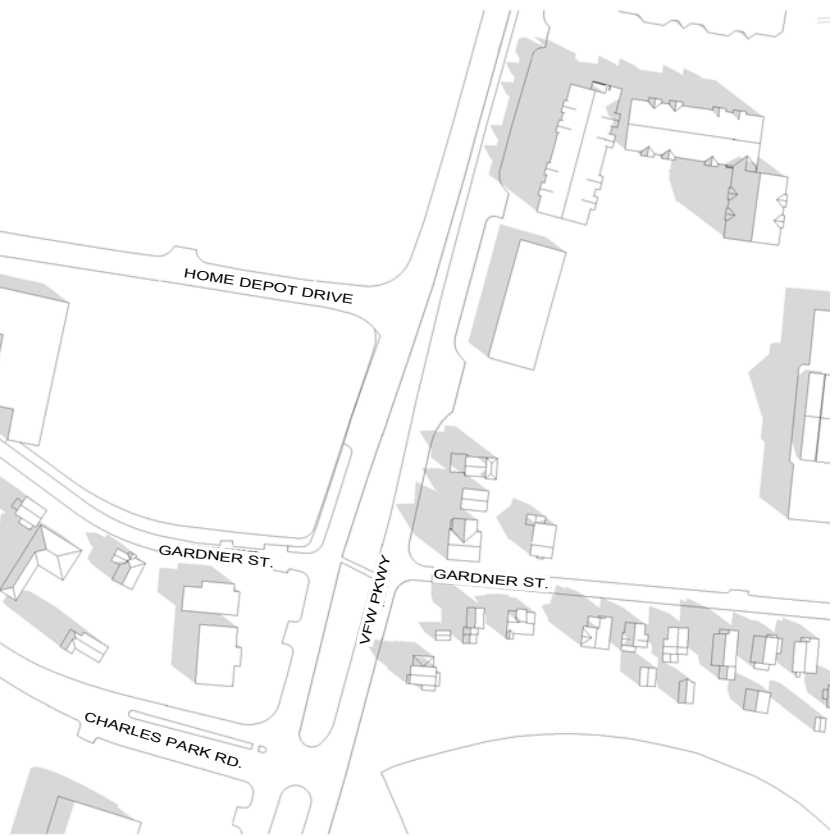 HOME DEPOT DRIVE
GARDNER ST.
VFW PKWY
GARDNER ST.
CHARLES PARK RD.